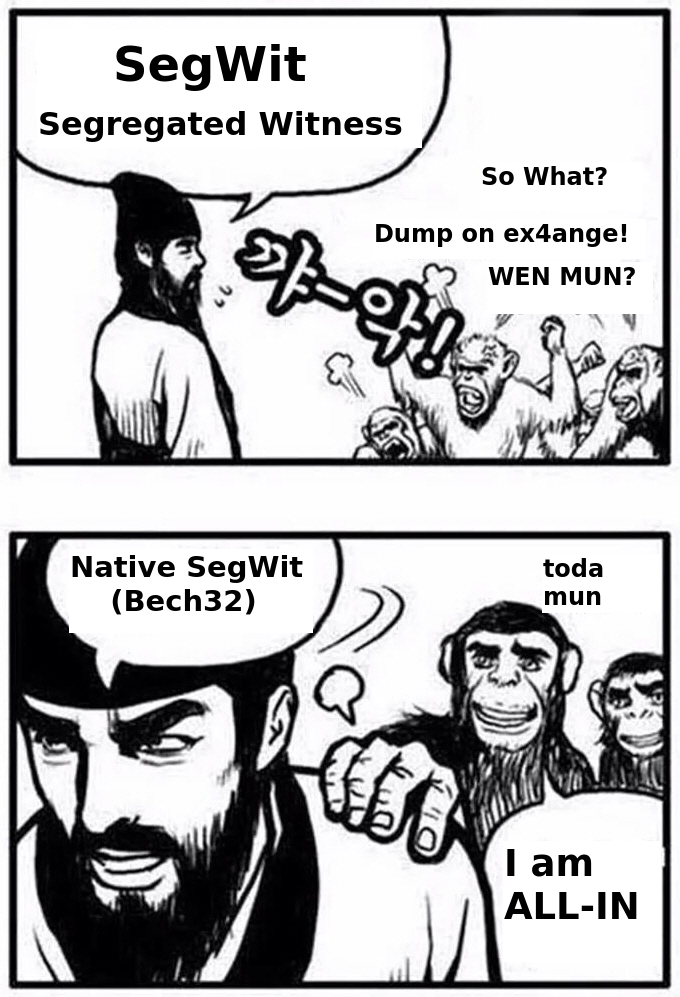 SegWit
Segregated Witness
So What?
Dump on ex4ange!
WEN MUN?
꺄-악!
Native SegWit
(Bech32)
toda
mun
I am
ALL-IN